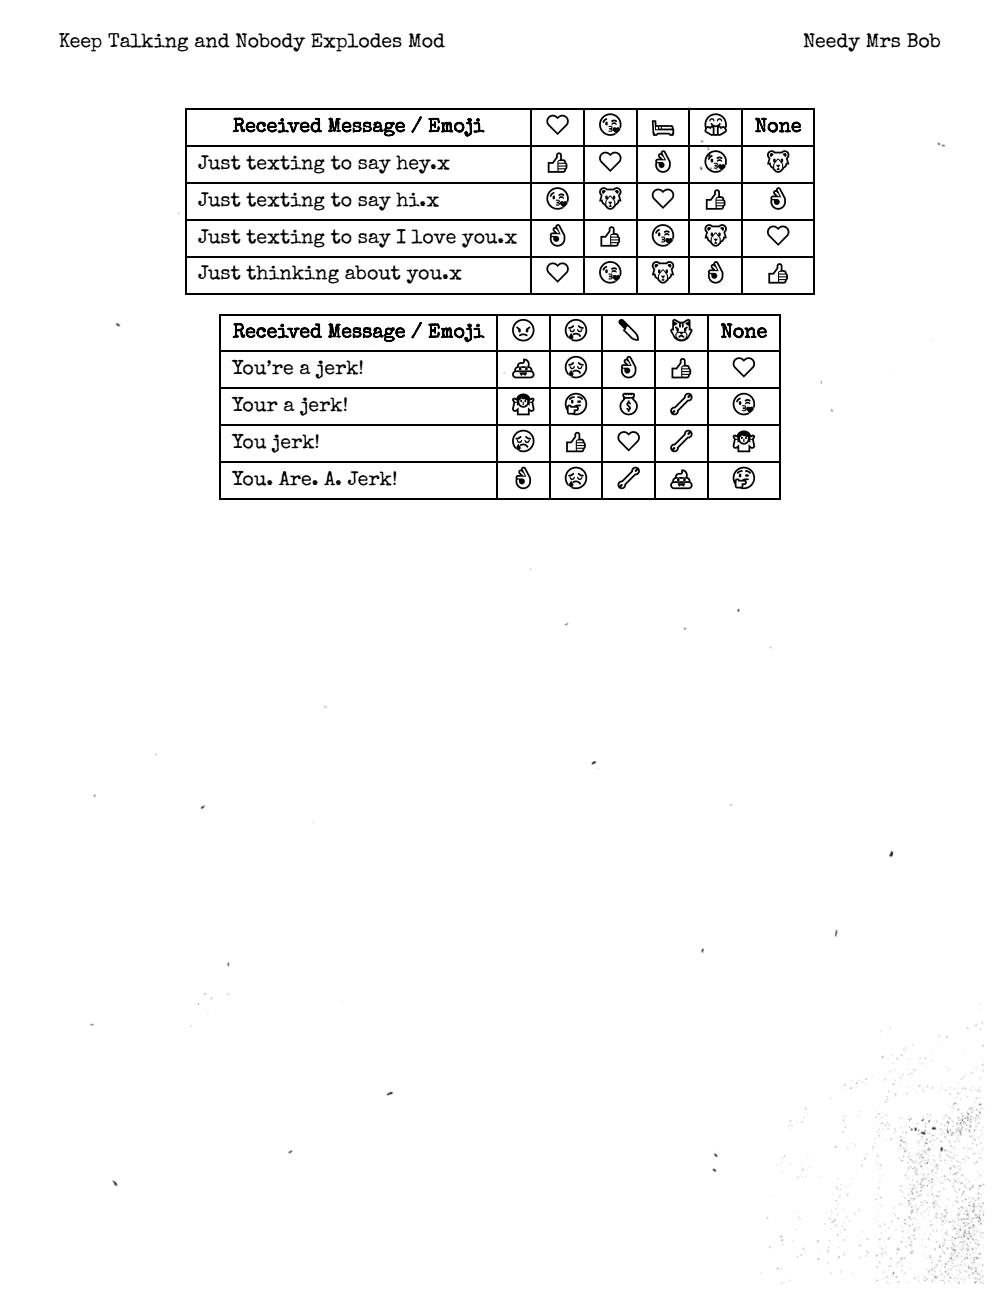 Keep Talking and Nobody Explodes Mod Needy Mrs Bob
Received Message / Emoji None
Just texting to say hey.x
Just texting to say hi.x
Just texting to say I love you.x
Just thinking about you.x
Received Message / Emoji None
You're a jerk!
Your a jerk!
You jerk!
You. Are. A. Jerk!